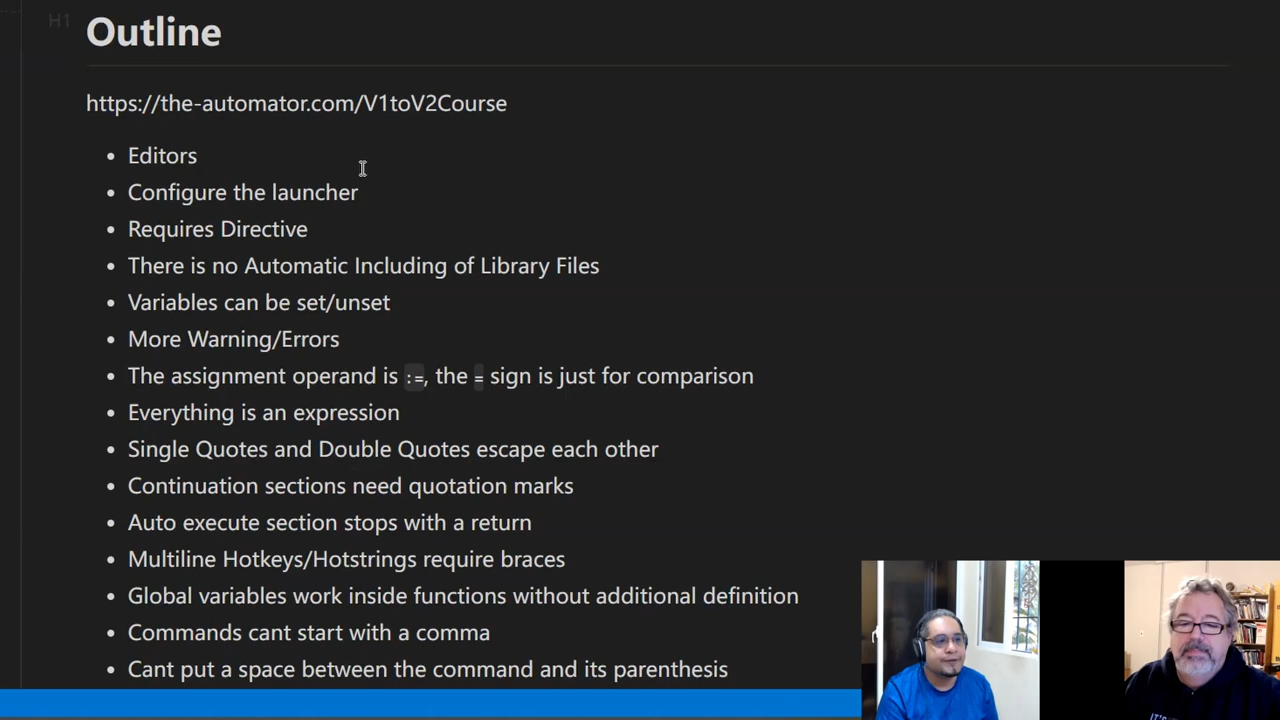 H1
Outline
https://the-automator.com/V1toV2Course
• Editors
• Configure the launcher
• Requires Directive
• There is no Automatic Including of Library Files
• Variables can be set/unset
• More Warning/Errors
• The assignment operand is :=, the = sign is just for comparison
• Everything is an expression
• Single Quotes and Double Quotes escape each other
• Continuation sections need quotation marks
• Auto execute section stops with a return
• Multiline Hotkeys/Hotstrings require braces
• Global variables work inside functions without additional definition
• Commands cant start with a comma
• Cant put a space between the command and its parenthesis
IT'S